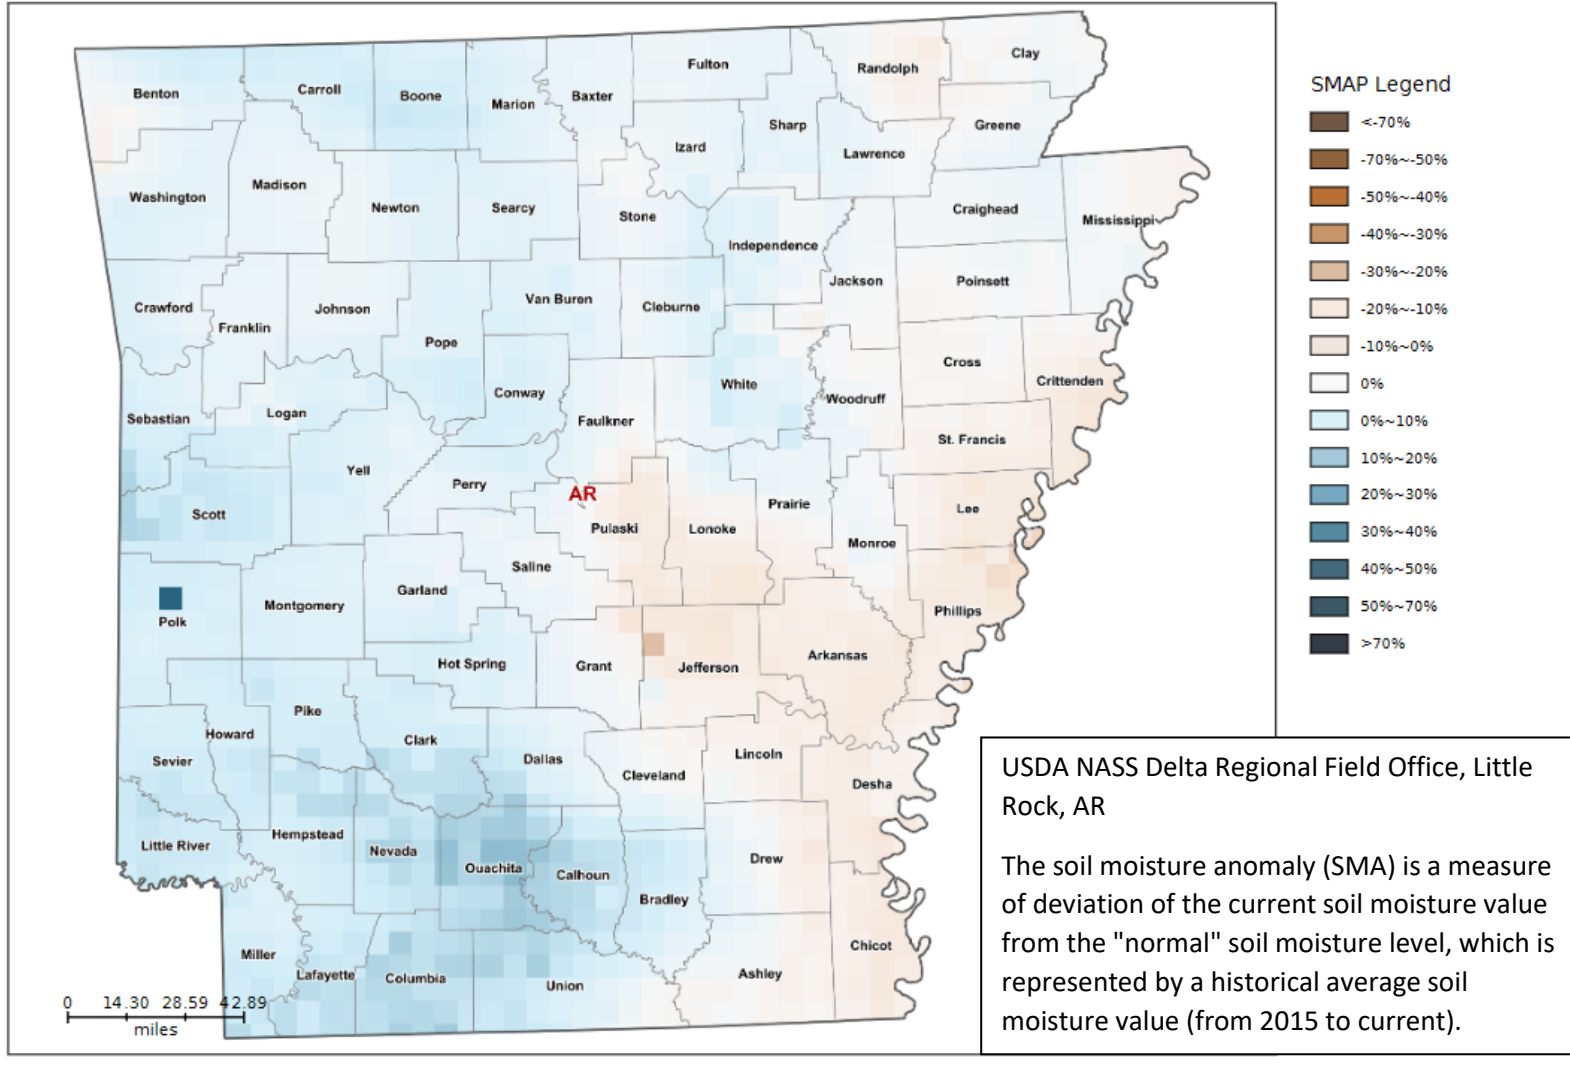 Benton
Carroll
Boone
Marion
Baxter
Fulton
Randolph
Clay
Sharp
Greene
Izard
Lawrence
Washington
Madison
Newton
Searcy
Stone
Independence
Craighead
Mississippi
Crawford
Franklin
Johnson
Pope
Van Buren
Cleburne
Jackson
Poinsett
Cross
Crittenden
Sebastian
Logan
Conway
Faulkner
White
Woodruff
St. Francis
Scott
Yell
Perry
AR
Pulaski
Lonoke
Prairie
Monroe
Lee
Polk
Montgomery
Garland
Saline
Phillips
Hot Spring
Grant
Jefferson
Arkansas
Pike
Howard
Sevier
Clark
Dallas
Cleveland
Lincoln
Desha
Little River
Hempstead
Nevada
Ouachita
Calhoun
Bradley
Drew
Miller
Lafayette
Columbia
Union
Ashley
Chicot
0 14.30 28.59 42.89
miles
SMAP Legend
<-70%
-70%~-50%
-50%~-40%
-40%~-30%
-30%~-20%
-20%~-10%
-10%~0%
0%
0%~10%
10%~20%
20%~30%
30%~40%
40%~50%
50%~70%
>70%
USDA NASS Delta Regional Field Office, Little
Rock, AR
The soil moisture anomaly (SMA) is a measure
of deviation of the current soil moisture value
from the "normal" soil moisture level, which is
represented by a historical average soil
moisture value (from 2015 to current).